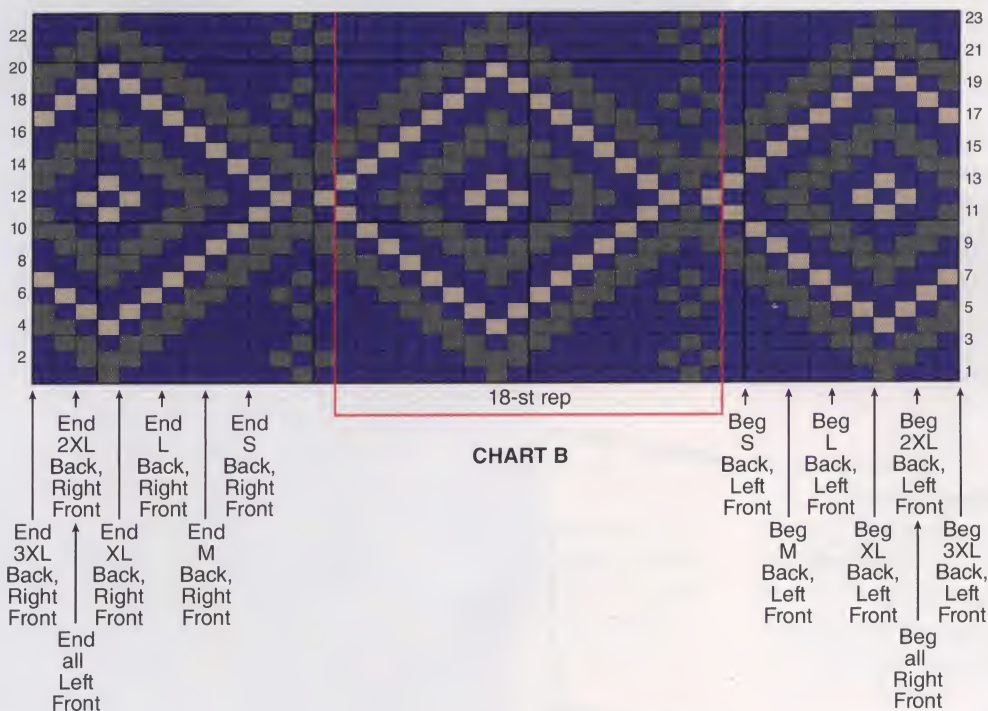 22
20
18
16
14
12
10
8
6
4
2
23
21
19
17
15
13
11
9
7
5
3
1
18-st rep
CHART B
End
3XL
Back,
Right
Front
End
2XL
Back,
Right
Front
End
all
Left
Front
End
XL
Back,
Right
Front
End
L
Back,
Right
Front
End
M
Back,
Right
Front
End
S
Back,
Right
Front
Beg
S
Back,
Left
Front
Beg
M
Back,
Left
Front
Beg
L
Back,
Left
Front
Beg
XL
Back,
Left
Front
Beg
2XL
Back,
Left
Front
Beg
all
Right
Front
Beg
3XL
Back,
Left
Front